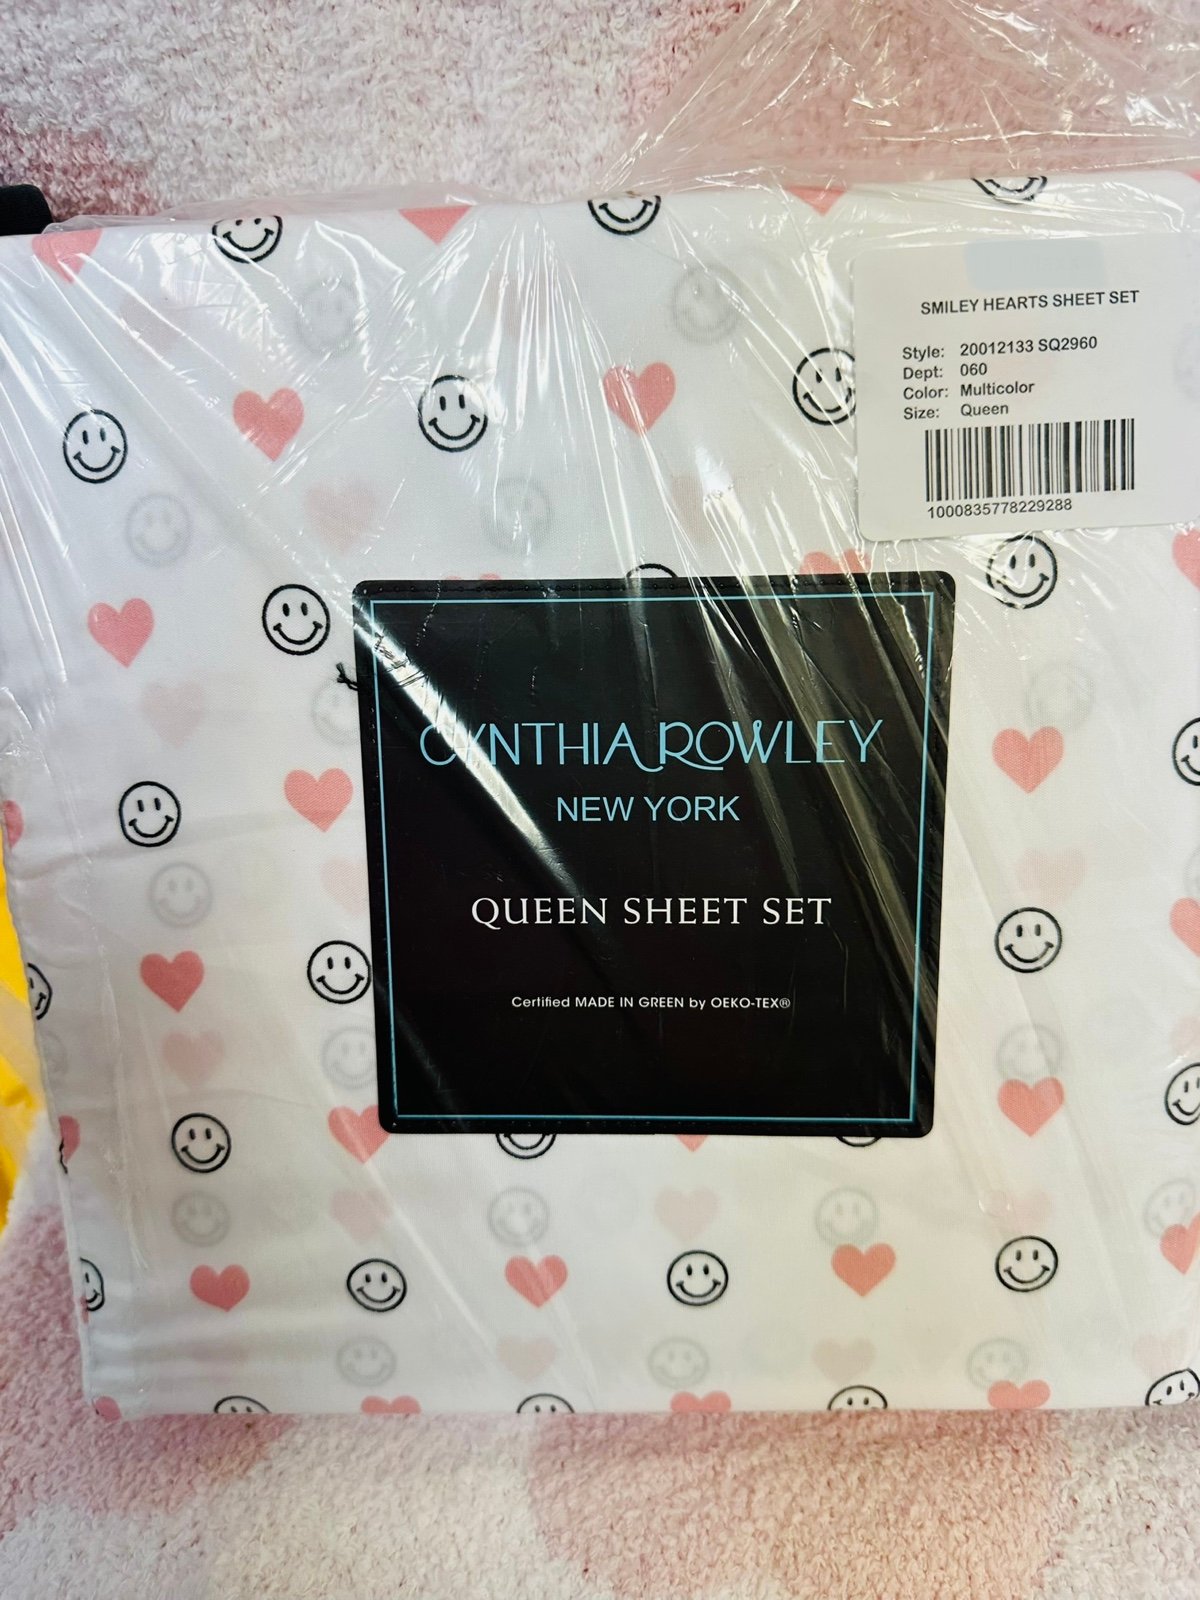 SMILEY HEARTS SHEET SET
Style: 20012133 SQ2960
Dept: 060
Color: Multicolor
Size: Queen
1000835778229288
CYNTHIA ROWLEY
NEW YORK
QUEEN SHEET SET
Certified MADE IN GREEN by OEKO-TEX®